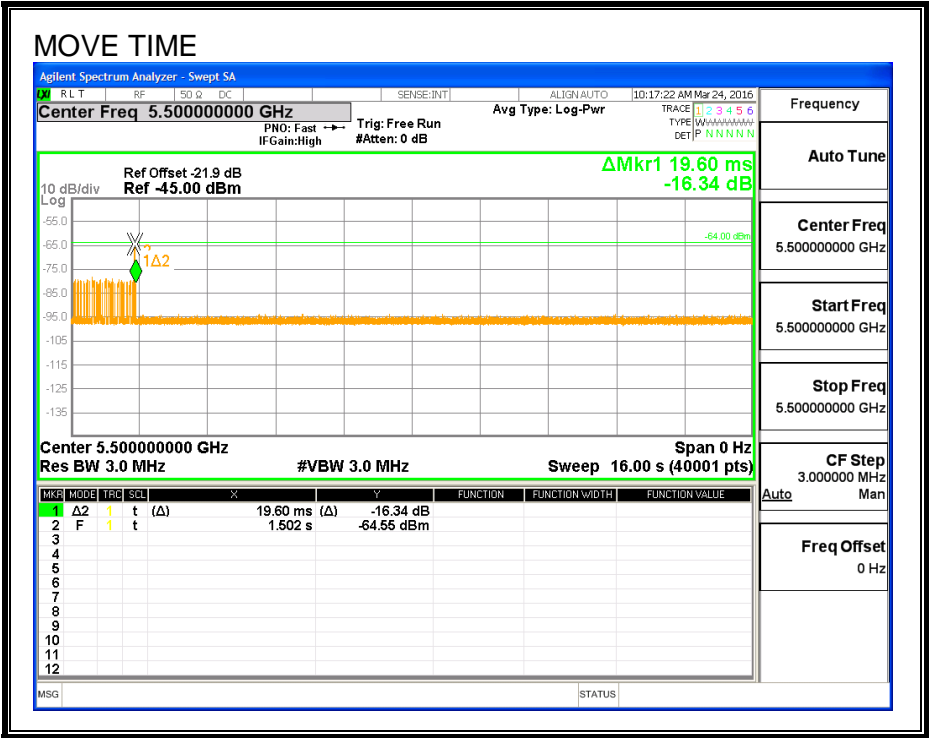 MOVE TIME
Agilent Spectrum Analyzer - Swept SA
LXI RLT RF 50 Ω DC SENSE:INT ALIGN AUTO 10:17:22 AM Mar 24, 2016
Center Freq 5.500000000 GHz
PNO: Fast
IFGain:High
Trig: Free Run
#Atten: 0 dB
Avg Type: Log-Pwr
TRACE 1 2 3 4 5 6
TYPE WWWWWW
DET P N N N N N
ΔMkr1 19.60 ms
-16.34 dB
Ref Offset -21.9 dB
10 dB/div Ref -45.00 dBm
Log
-55.0
-65.0
-75.0
-85.0
-95.0
-105
-115
-125
-135
-64.00 dBm
1Δ2
Center 5.500000000 GHz Span 0 Hz
Res BW 3.0 MHz #VBW 3.0 MHz Sweep 16.00 s (40001 pts)
MKR MODE TRC SCL X Y FUNCTION FUNCTION WIDTH FUNCTION VALUE
1 Δ2 1 t (Δ) 19.60 ms (Δ) -16.34 dB
2 F 1 t 1.502 s -64.55 dBm
3
4
5
6
7
8
9
10
11
12
MSG STATUS
Frequency
Auto Tune
Center Freq
5.500000000 GHz
Start Freq
5.500000000 GHz
Stop Freq
5.500000000 GHz
CF Step
3.000000 MHz
Auto Man
Freq Offset
0 Hz